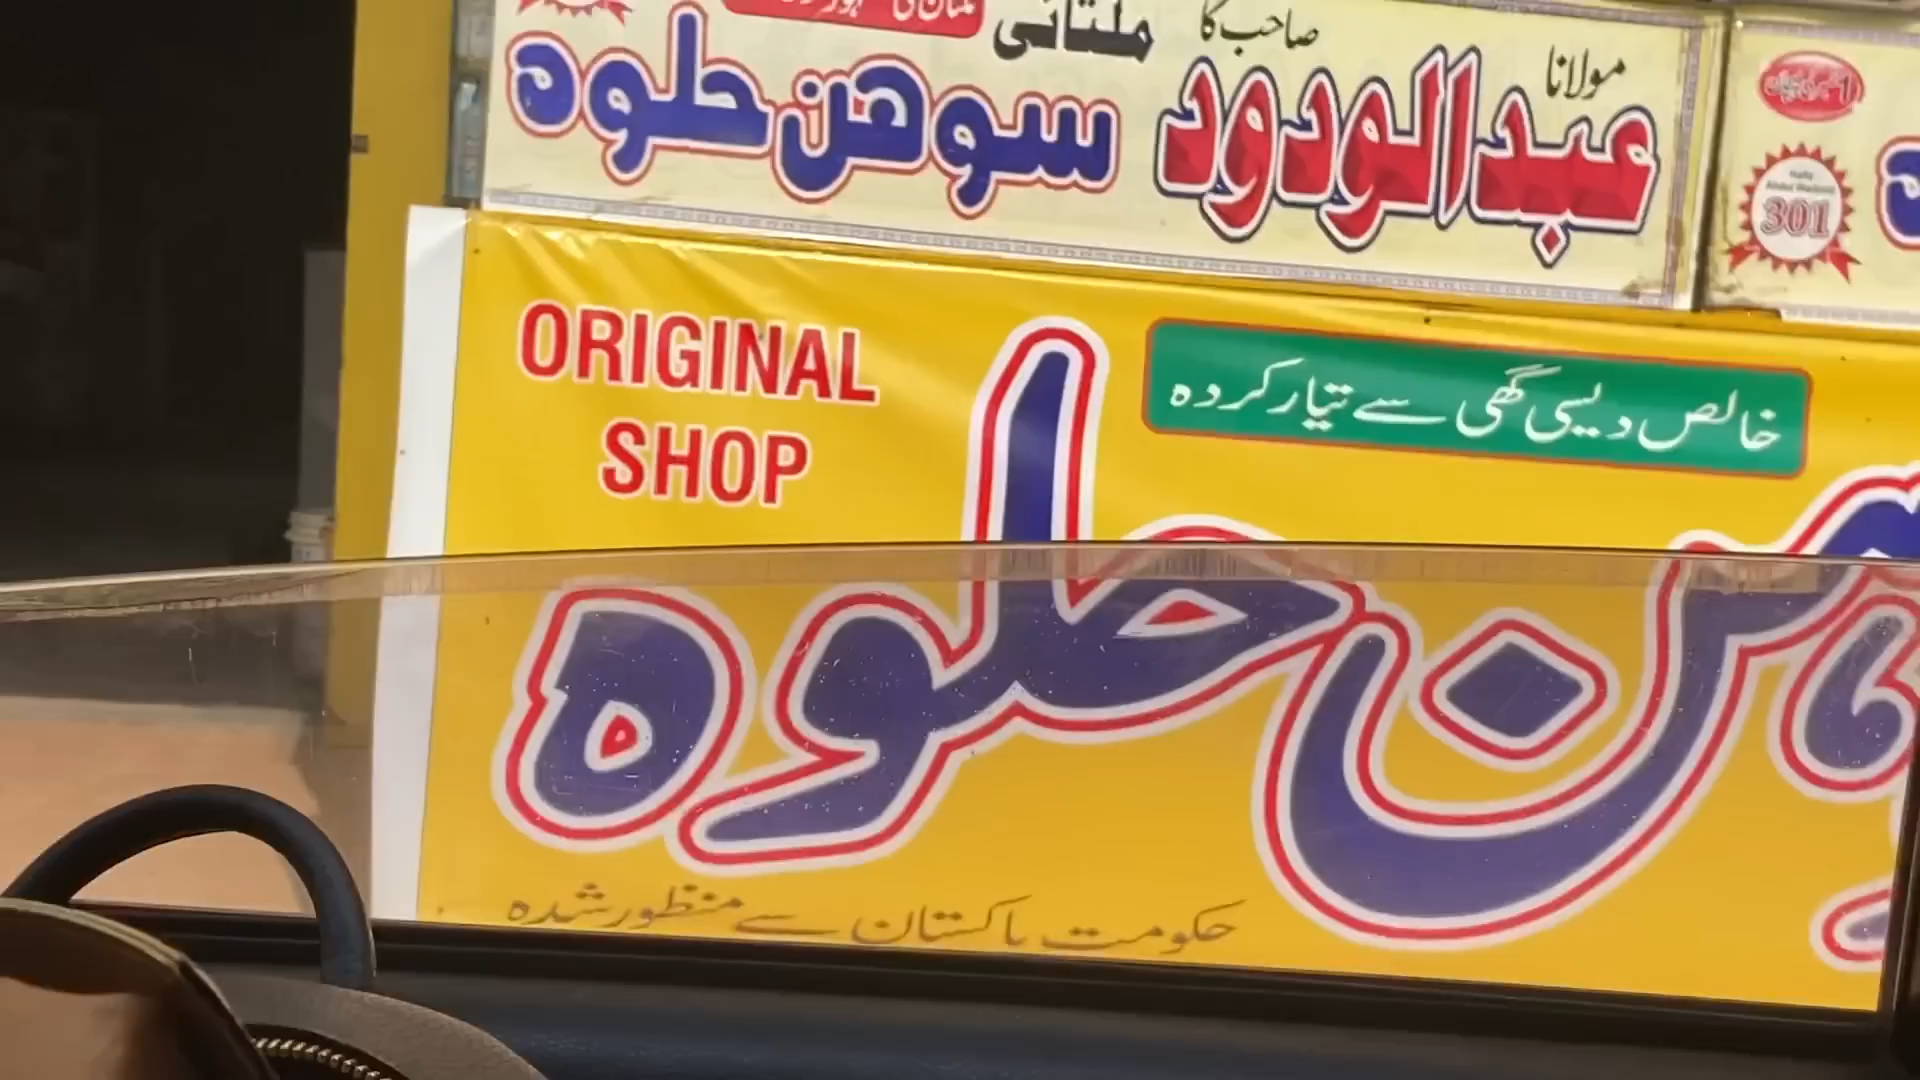 مولانا
صاحب کا
ملتانی
عبدالودود سوھن حلوہ
301
ORIGINAL
SHOP
خالص دیسی گھی سے تیار کردہ
سوھن حلوہ
حکومت پاکستان سے منظور شدہ